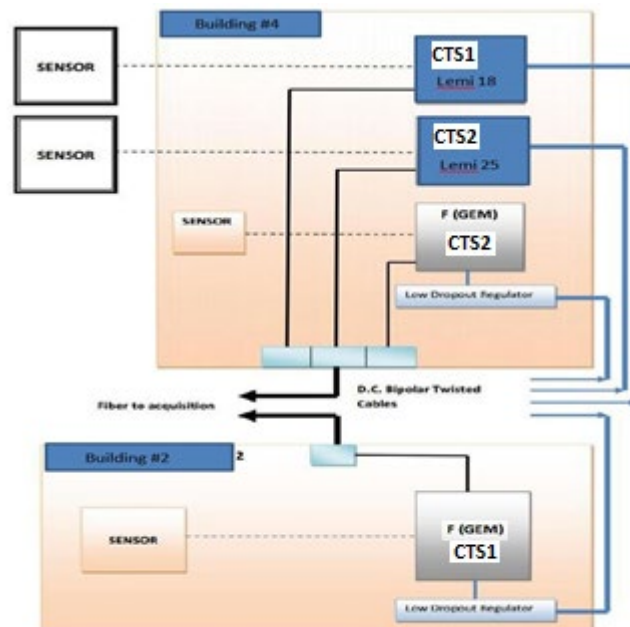 Building #4
SENSOR
CTS1
Lemi 18
SENSOR
CTS2
Lemi 25
SENSOR
F (GEM)
CTS2
Low Dropout Regulator
Fiber to acquisition
D.C. Bipolar Twisted
Cables
Building #2
2
SENSOR
F (GEM)
CTS1
Low Dropout Regulator